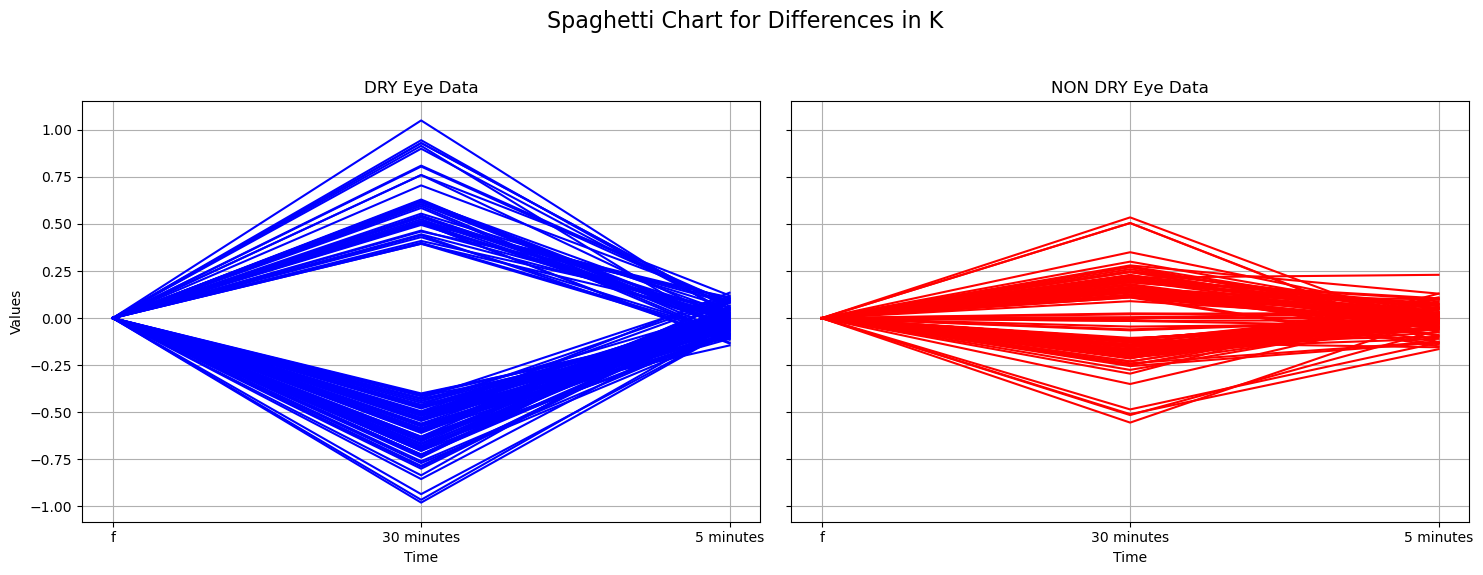 Spaghetti Chart for Differences in K
DRY Eye Data
NON DRY Eye Data
1.00
0.75
0.50
0.25
0.00
−0.25
−0.50
−0.75
−1.00
Values
f
30 minutes
5 minutes
Time
f
30 minutes
5 minutes
Time